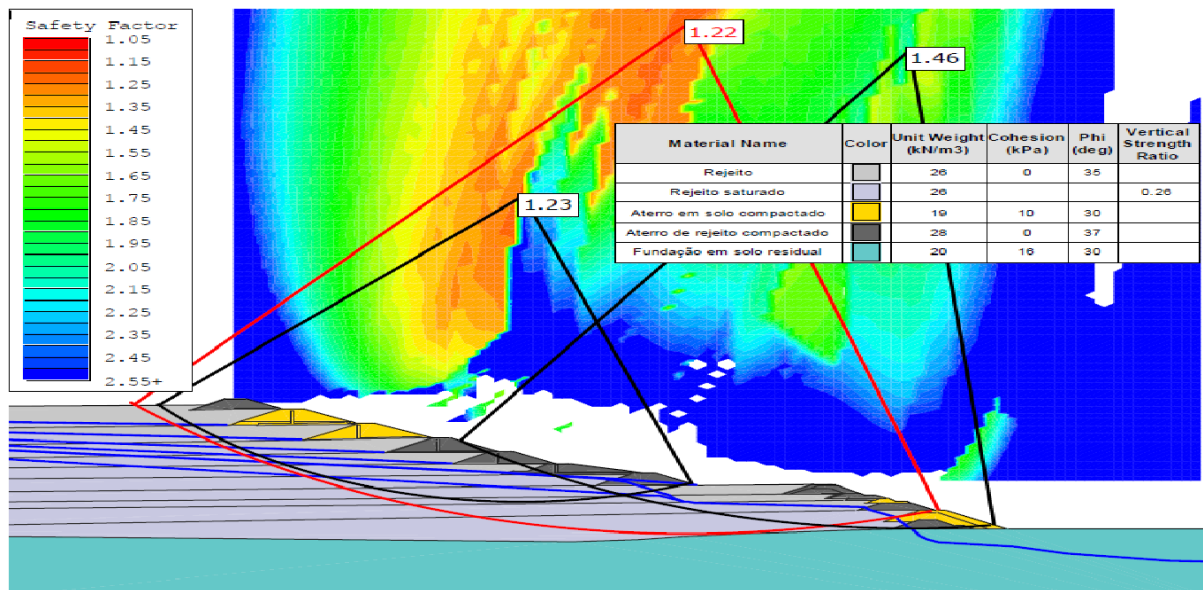 Safety Factor
1.05
1.15
1.25
1.35
1.45
1.55
1.65
1.75
1.85
1.95
2.05
2.15
2.25
2.35
2.45
2.55+
1.22
1.46
1.23
Material Name Color Unit Weight (kN/m3) Cohesion (kPa) Phi (deg) Vertical Strength Ratio
Rejeito 26 0 35
Rejeito saturado 26 0.26
Aterro em solo compactado 19 10 30
Aterro de rejeito compactado 28 0 37
Fundação em solo residual 20 16 30